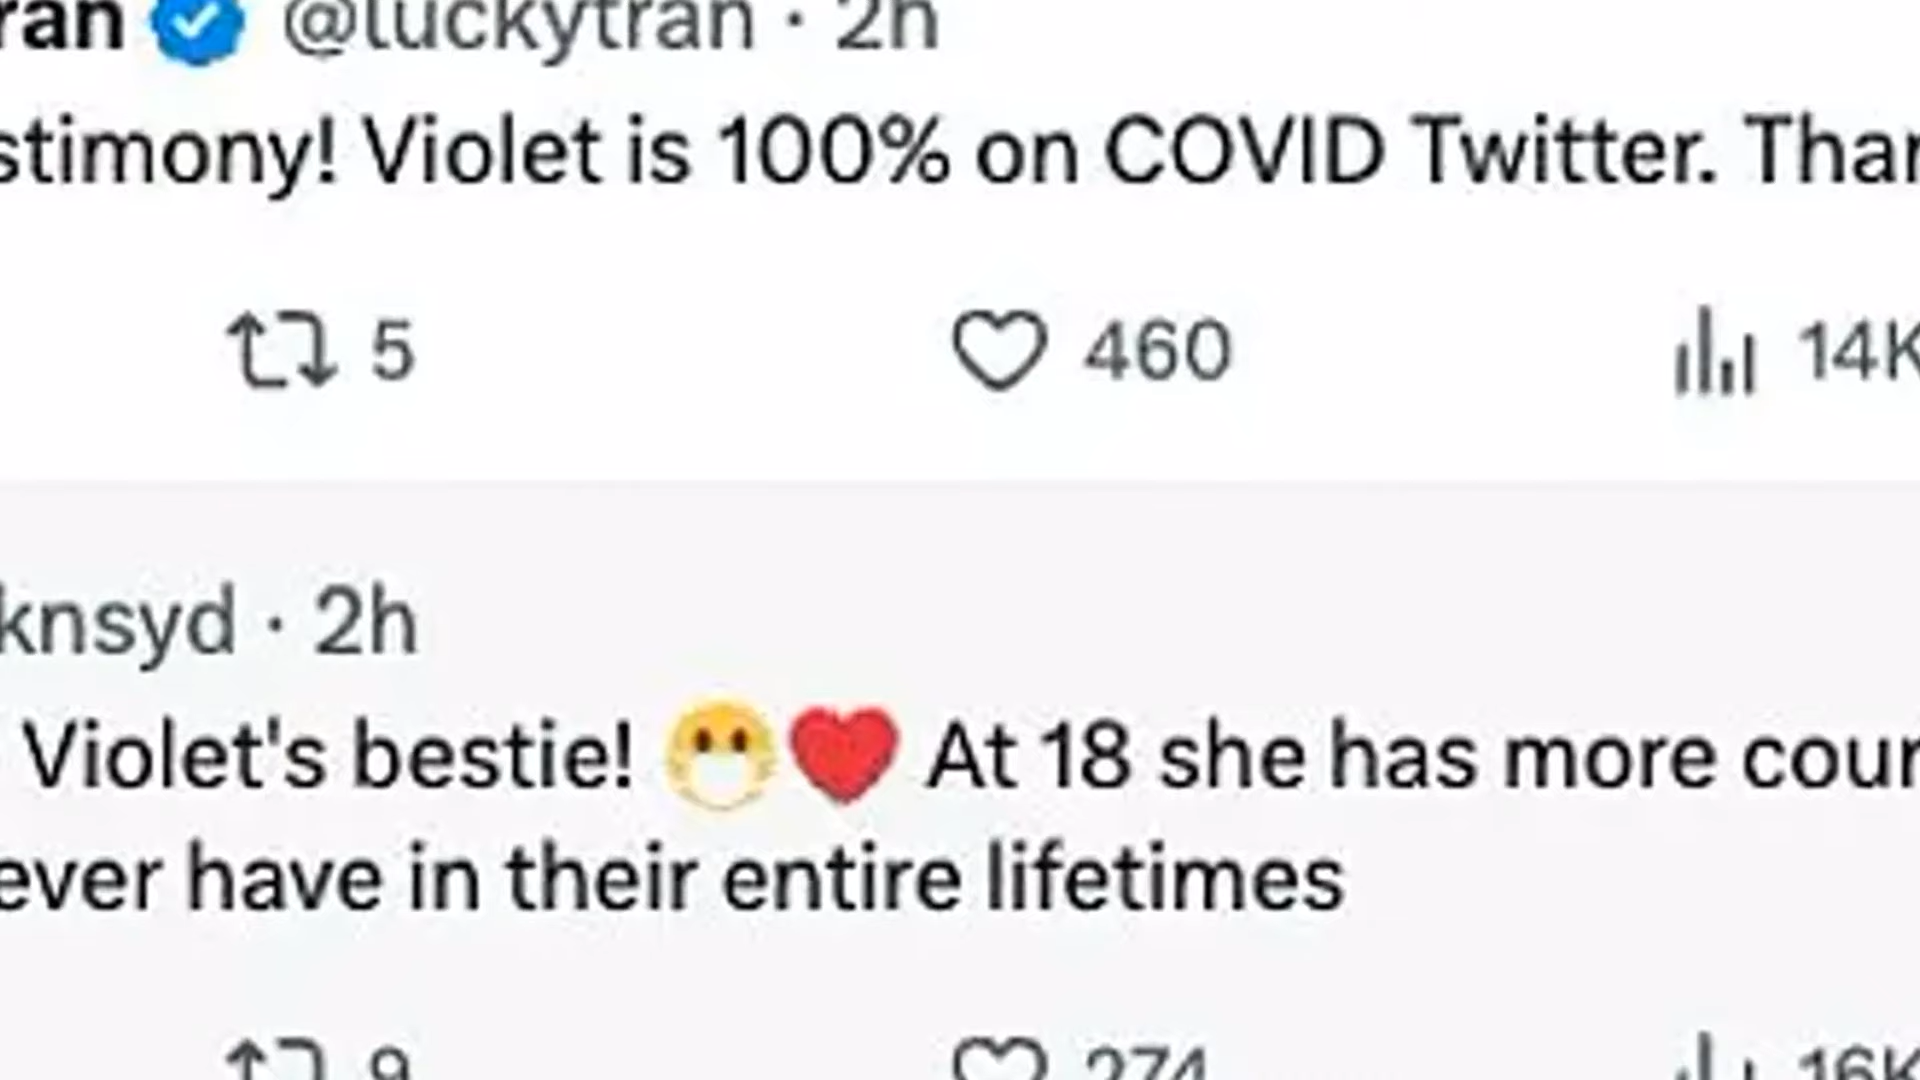 ran @luckytran · 2h
stimony! Violet is 100% on COVID Twitter. Than
5 460 14K
knsyd · 2h
Violet's bestie! 😷❤️ At 18 she has more cour
ever have in their entire lifetimes
9 274 16K